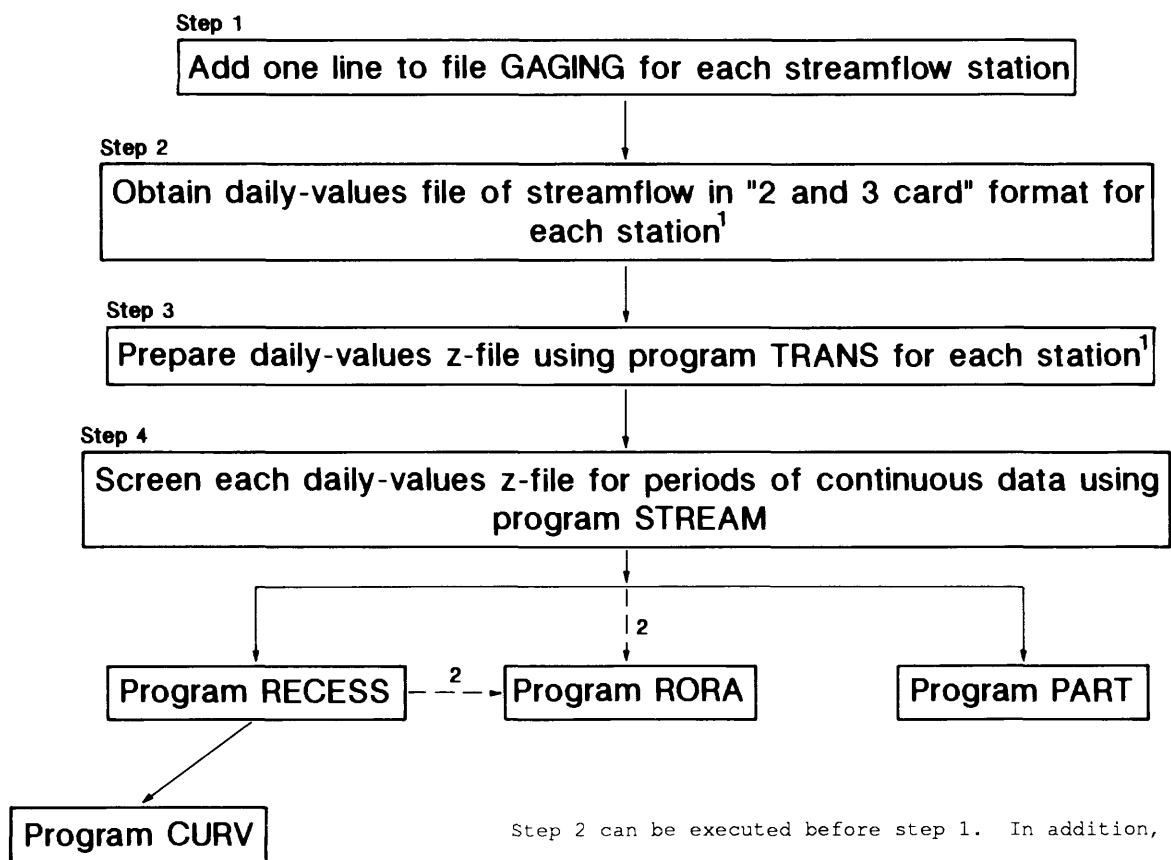 Step 1
Add one line to file GAGING for each streamflow station
Step 2
Obtain daily-values file of streamflow in "2 and 3 card" format for
each station1
Step 3
Prepare daily-values z-file using program TRANS for each station1
Step 4
Screen each daily-values z-file for periods of continuous data using
program STREAM
2
Program RECESS
2
Program RORA
Program PART
Program CURV
Step 2 can be executed before step 1. In addition,